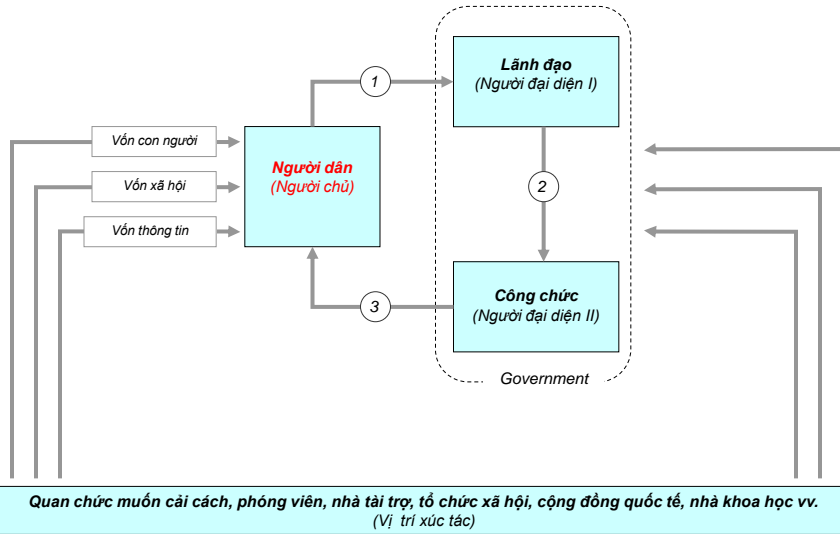 Lãnh đạo
(Người đại diện I)
1
Vốn con người
Người dân
(Người chủ)
Vốn xã hội
2
Vốn thông tin
Công chức
(Người đại diện II)
3
Government
Quan chức muốn cải cách, phóng viên, nhà tài trợ, tổ chức xã hội, cộng đồng quốc tế, nhà khoa học vv.
(Vị trí xúc tác)